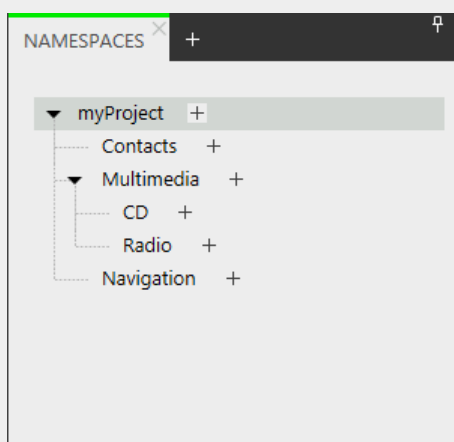 NAMESPACES +
myProject +
Contacts +
Multimedia +
CD +
Radio +
Navigation +